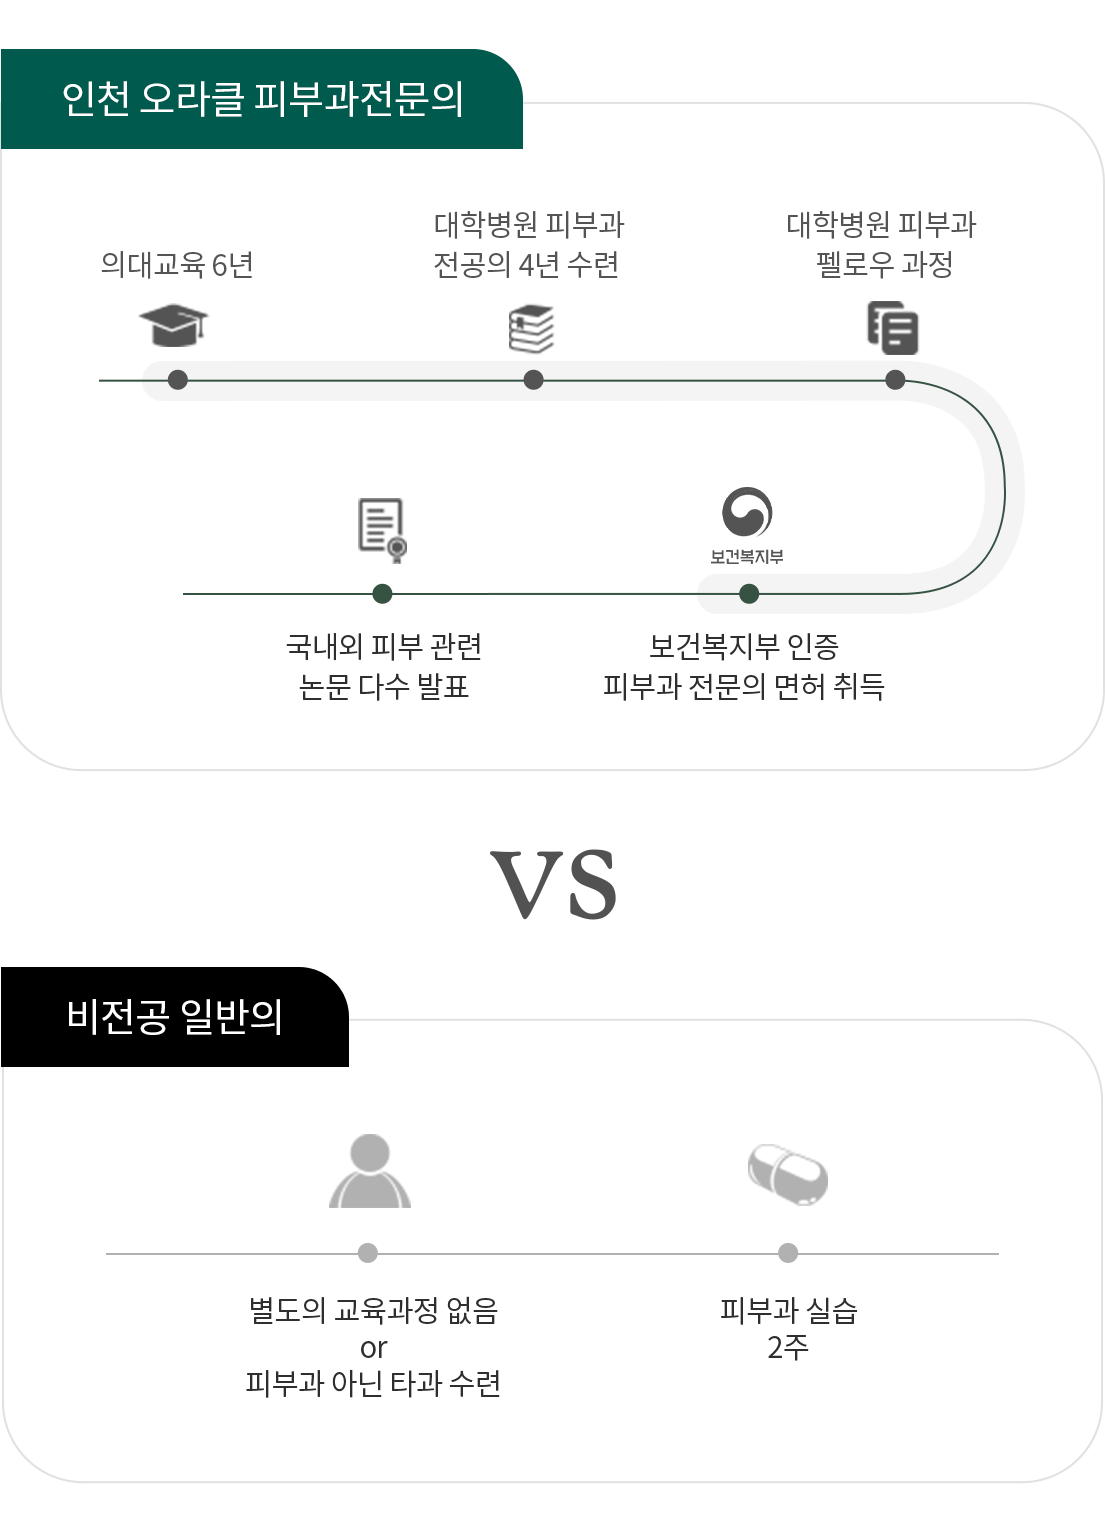 인천 오라클 피부과전문의
의대교육 6년
대학병원 피부과
전공의 4년 수련
대학병원 피부과
펠로우 과정
보건복지부
국내외 피부 관련
논문 다수 발표
보건복지부 인증
피부과 전문의 면허 취득
VS
비전공 일반의
별도의 교육과정 없음
or
피부과 아닌 타과 수련
피부과 실습
2주